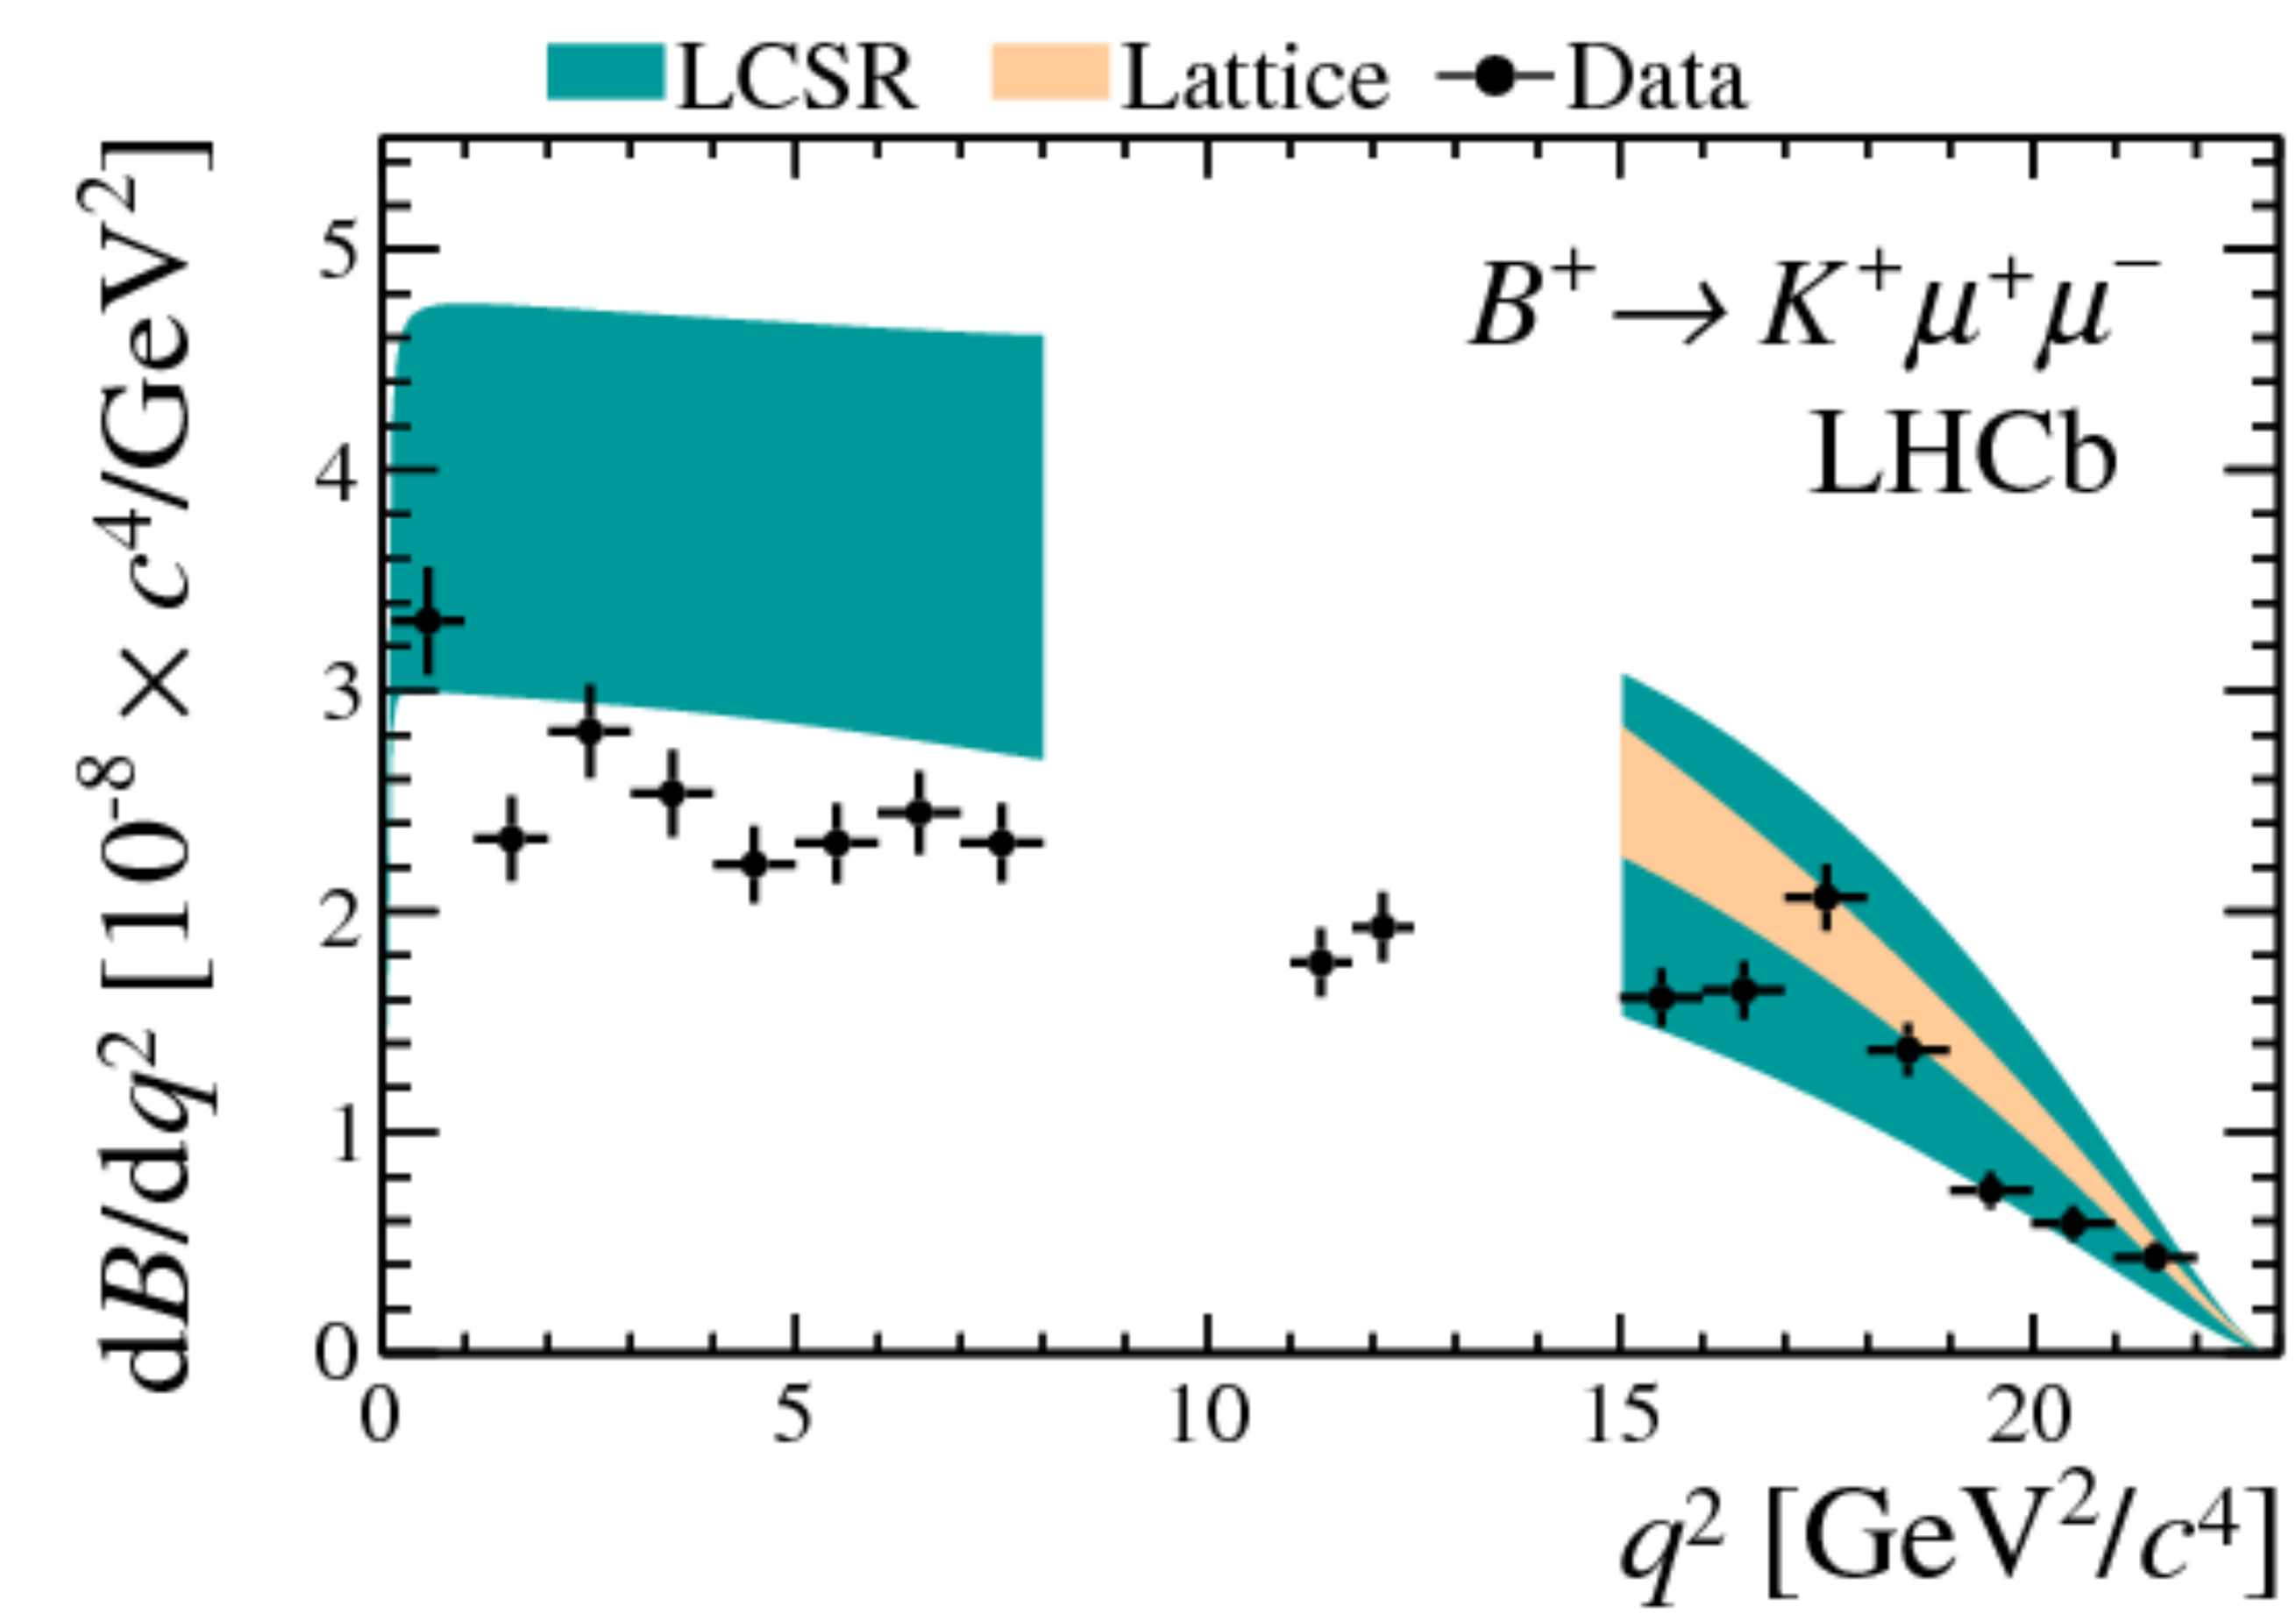 LCSR Lattice Data
dB/dq² [10⁻⁸ × c⁴/GeV²]
5
4
3
2
1
0
B⁺→K⁺μ⁺μ⁻
LHCb
0 5 10 15 20
q² [GeV²/c⁴]